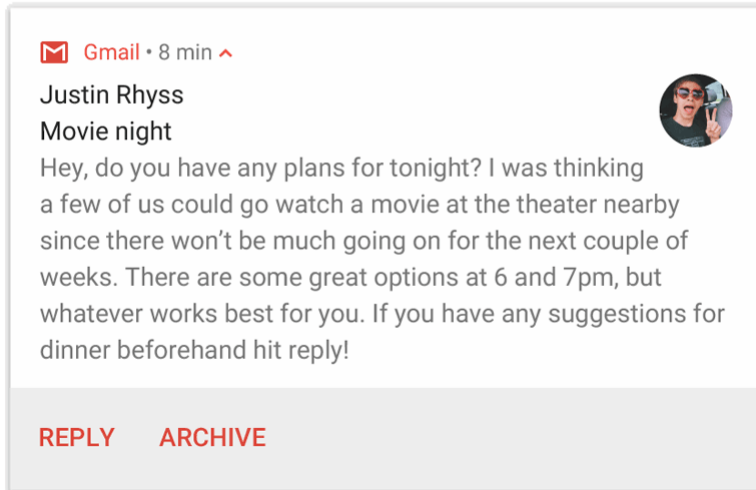 Gmail • 8 min
Justin Rhyss
Movie night
Hey, do you have any plans for tonight? I was thinking
a few of us could go watch a movie at the theater nearby
since there won’t be much going on for the next couple of
weeks. There are some great options at 6 and 7pm, but
whatever works best for you. If you have any suggestions for
dinner beforehand hit reply!
REPLY ARCHIVE